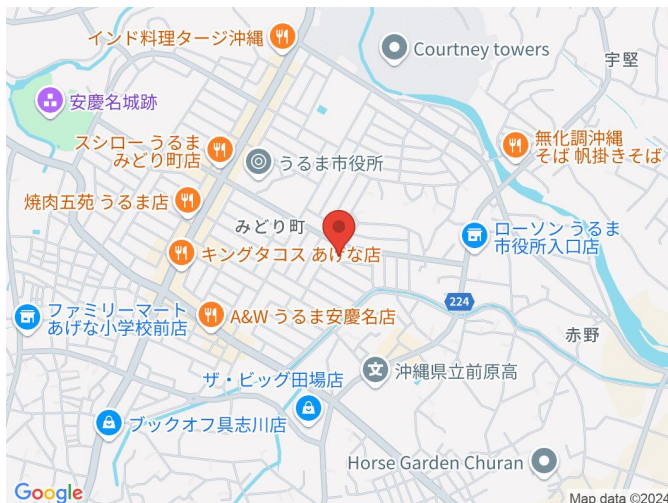 インド料理タージ沖縄
Courtney towers
宇堅
安慶名城跡
スシロー うるま
みどり町店
うるま市役所
無化調沖縄
そば 帆掛きそば
焼肉五苑 うるま店
みどり町
ローソン うるま
市役所入口店
キングタコス あげな店
224
ファミリーマート
あげな小学校前店
A&W うるま安慶名店
赤野
沖縄県立前原高
ザ・ビッグ田場店
ブックオフ具志川店
Horse Garden Churan
Google
Map data ©2024